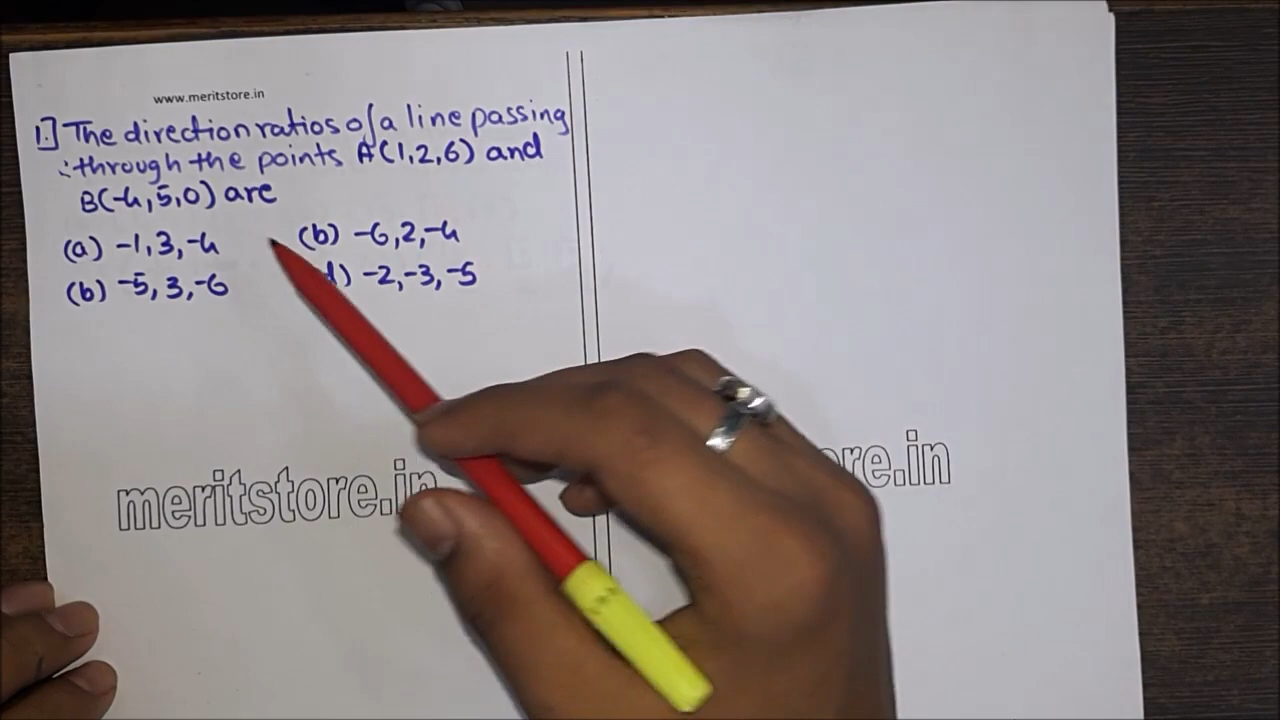 www.meritstore.in
1.] The direction ratios of a line passing
through the points A(1,2,6) and
B(-4,5,0) are
(a) -1,3,-4 (b) -6,2,-4
(b) -5,3,-6 d) -2,-3,-5
meritstore.in ore.in